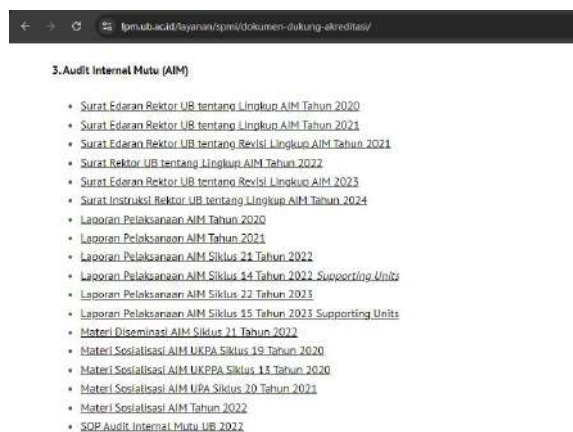 lpm.ub.ac.id/layanan/spmi/dokumen-dukung-akreditasi/
3. Audit Internal Mutu (AIM)
Surat Edaran Rektor UB tentang Lingkup AIM Tahun 2020
Surat Edaran Rektor UB tentang Lingkup AIM Tahun 2021
Surat Edaran Rektor UB tentang Revisi Lingkup AIM Tahun 2021
Surat Rektor UB tentang Lingkup AIM Tahun 2022
Surat Edaran Rektor UB tentang Revisi Lingkup AIM 2023
Surat Instruksi Rektor UB tentang Lingkup AIM Tahun 2024
Laporan Pelaksanaan AIM Tahun 2020
Laporan Pelaksanaan AIM Tahun 2021
Laporan Pelaksanaan AIM Siklus 21 Tahun 2022
Laporan Pelaksanaan AIM Siklus 14 Tahun 2022 Supporting Units
Laporan Pelaksanaan AIM Siklus 22 Tahun 2023
Laporan Pelaksanaan AIM Siklus 15 Tahun 2023 Supporting Units
Materi Diseminasi AIM Siklus 21 Tahun 2022
Materi Sosialisasi AIM UKPA Siklus 19 Tahun 2020
Materi Sosialisasi AIM UKPPA Siklus 13 Tahun 2020
Materi Sosialisasi AIM UPA Siklus 20 Tahun 2021
Materi Sosialisasi AIM Tahun 2022
SOP Audit Internal Mutu UB 2022